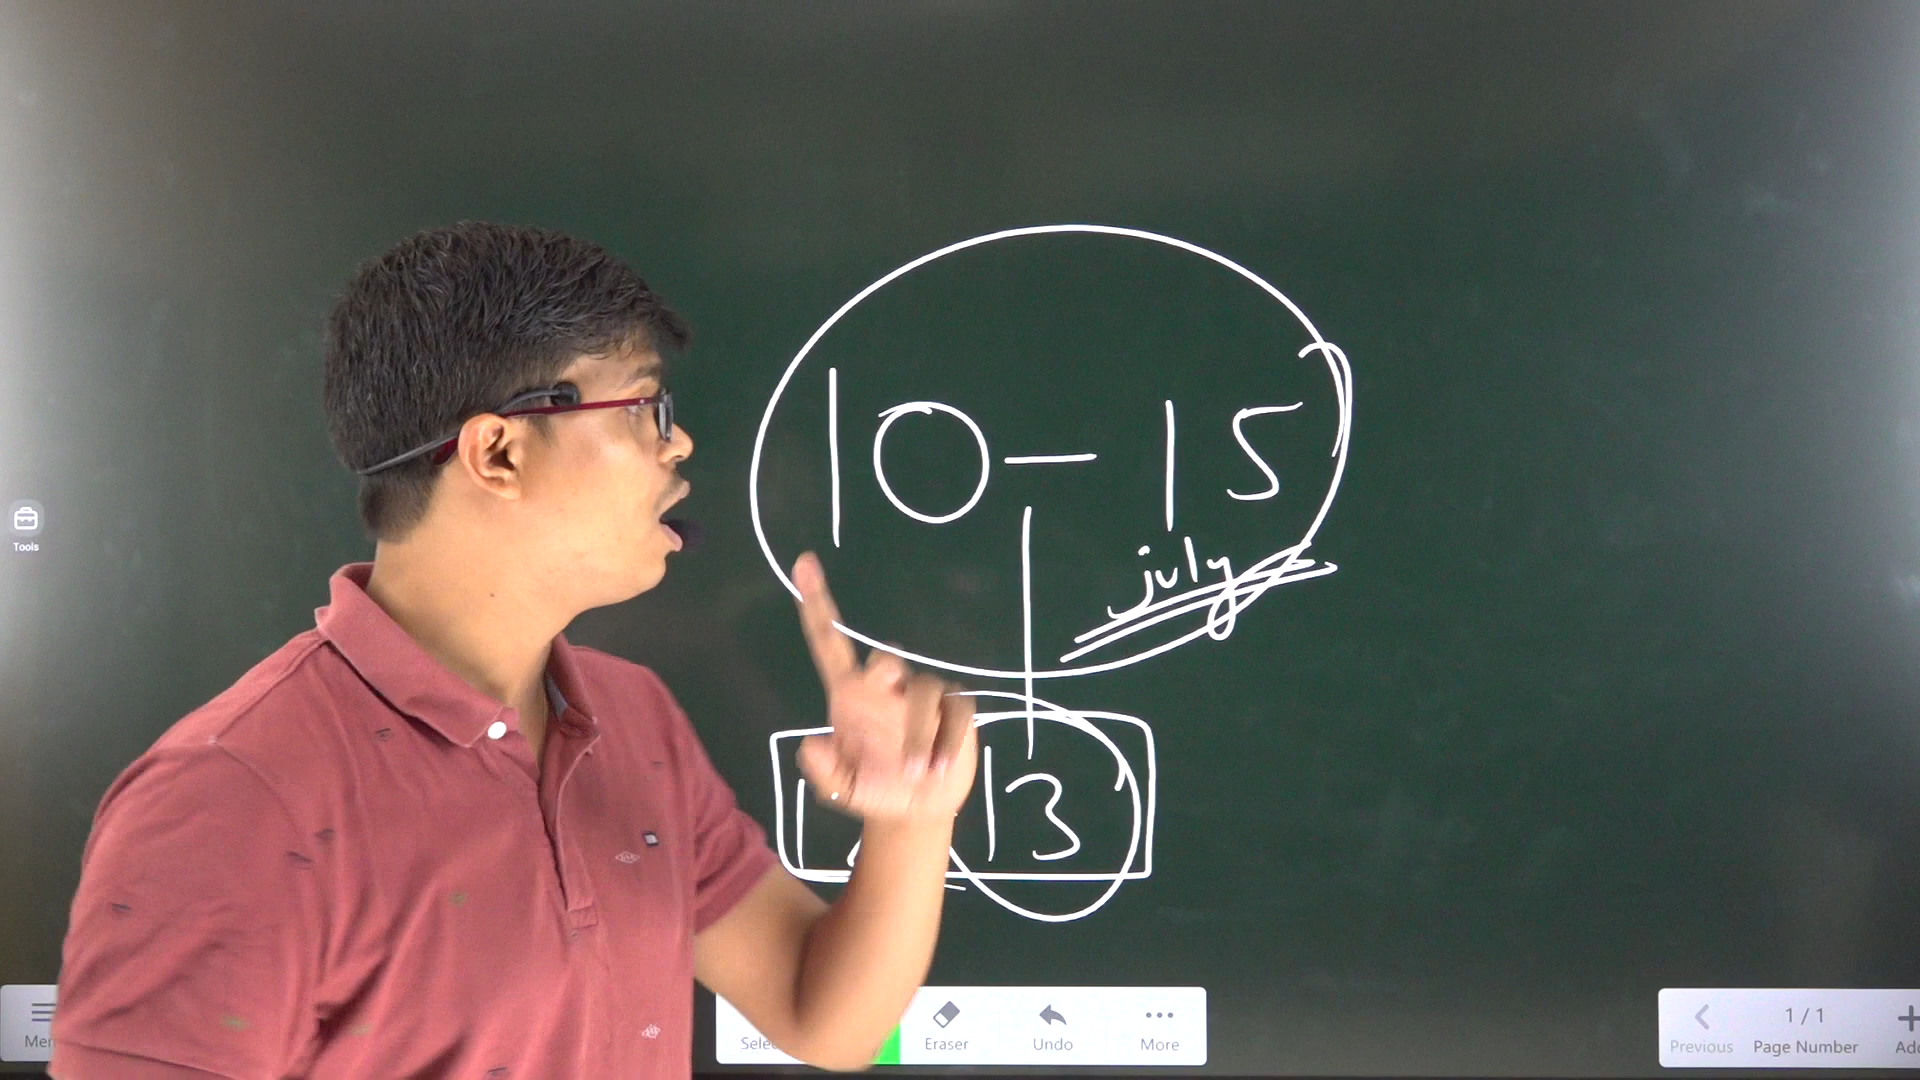 10 - 15
july
13
Tools
Eraser
Undo
More
Previous
1 / 1
Page Number